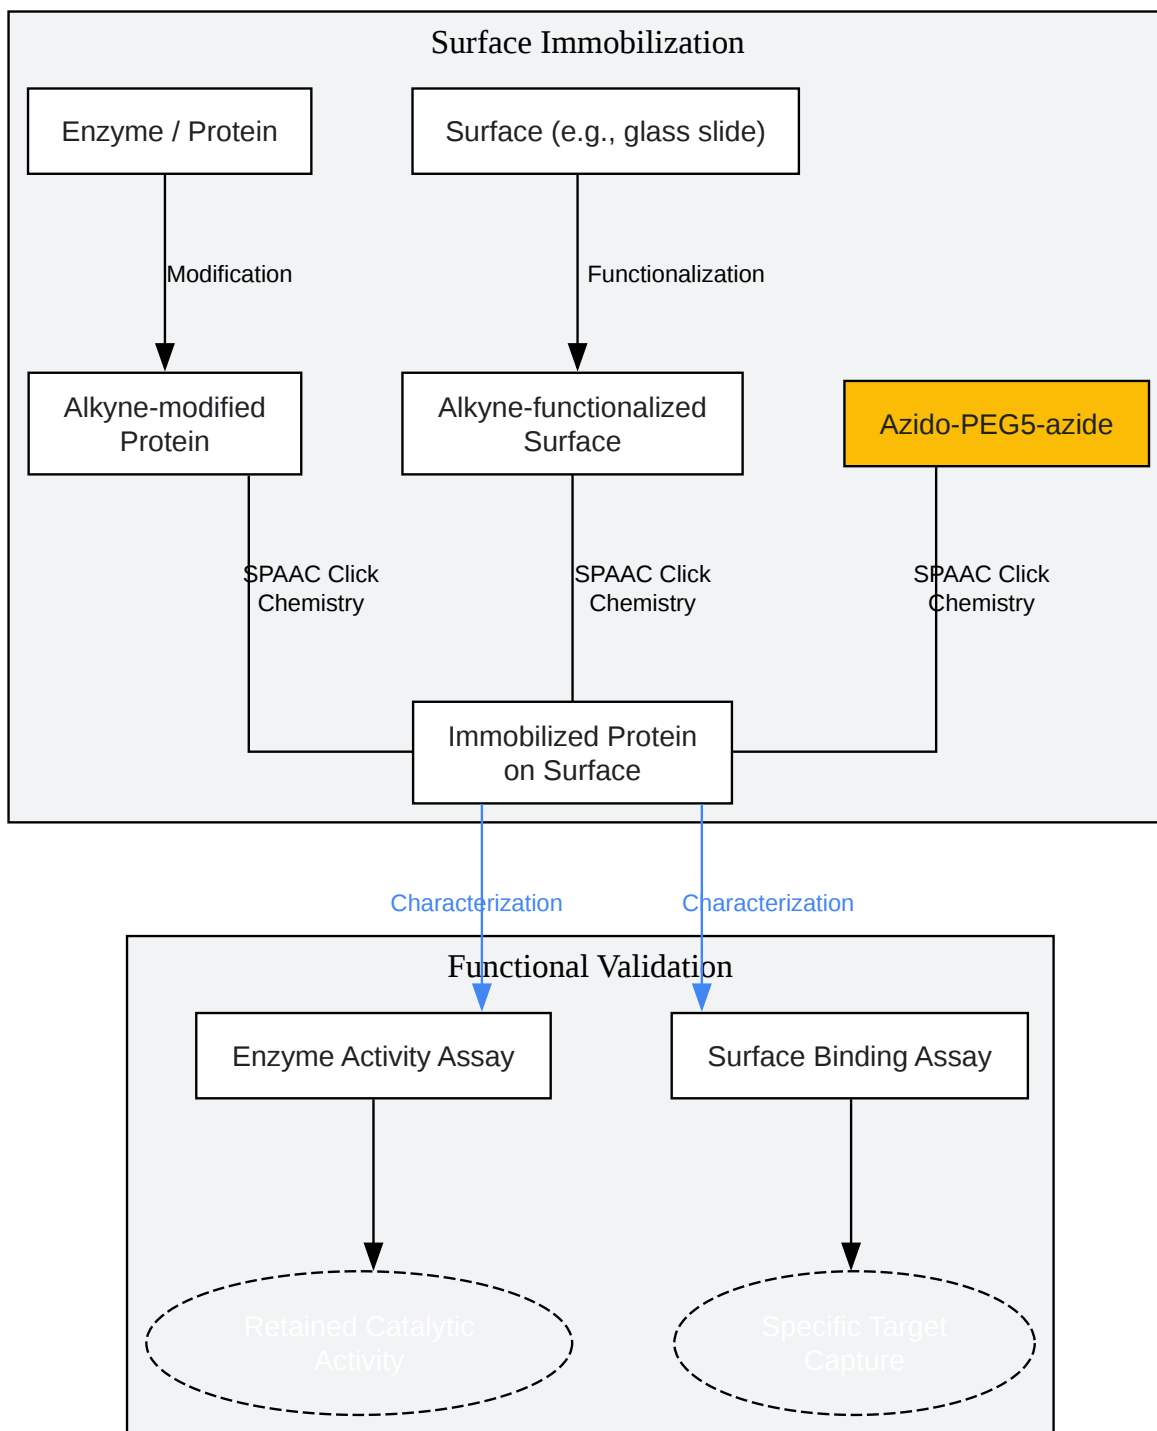 Surface Immobilization
Enzyme / Protein
Surface (e.g., glass slide)
Modification
Functionalization
Alkyne-modified
Protein
Alkyne-functionalized
Surface
Azido-PEG5-azide
SPAAC Click
Chemistry
SPAAC Click
Chemistry
SPAAC Click
Chemistry
Immobilized Protein
on Surface
Characterization
Characterization
Functional Validation
Enzyme Activity Assay
Surface Binding Assay
Retained Catalytic
Activity
Specific Target
Capture